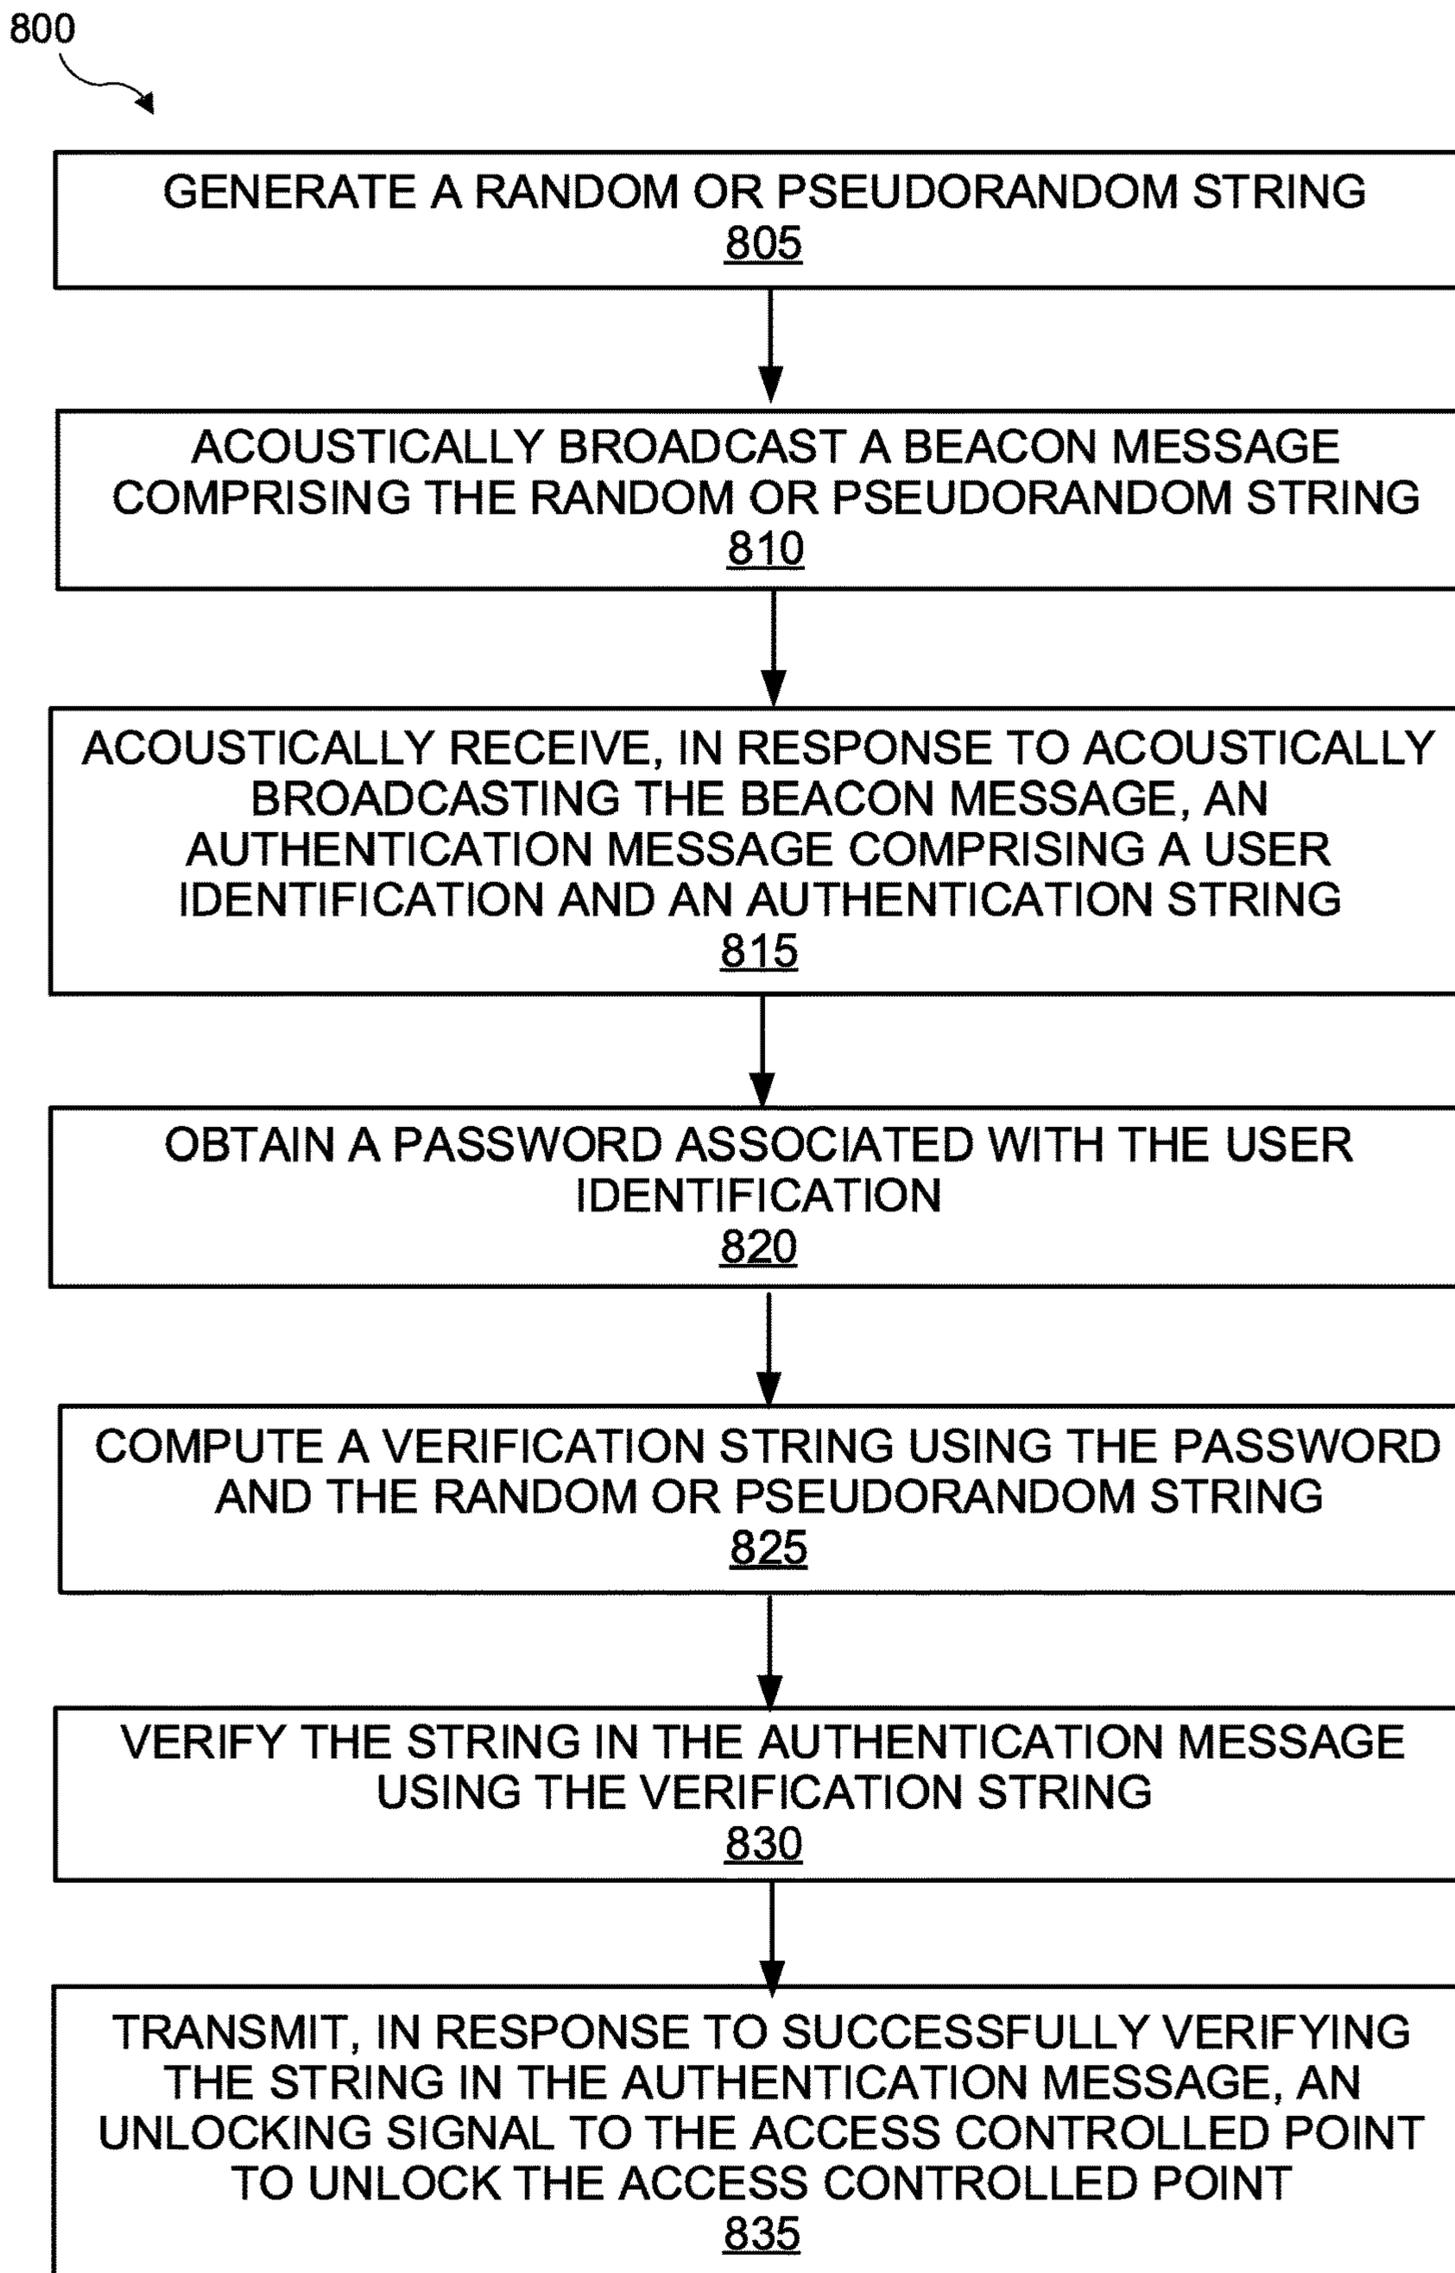 800
GENERATE A RANDOM OR PSEUDORANDOM STRING
805
ACOUSTICALLY BROADCAST A BEACON MESSAGE
COMPRISING THE RANDOM OR PSEUDORANDOM STRING
810
ACOUSTICALLY RECEIVE, IN RESPONSE TO ACOUSTICALLY
BROADCASTING THE BEACON MESSAGE, AN
AUTHENTICATION MESSAGE COMPRISING A USER
IDENTIFICATION AND AN AUTHENTICATION STRING
815
OBTAIN A PASSWORD ASSOCIATED WITH THE USER
IDENTIFICATION
820
COMPUTE A VERIFICATION STRING USING THE PASSWORD
AND THE RANDOM OR PSEUDORANDOM STRING
825
VERIFY THE STRING IN THE AUTHENTICATION MESSAGE
USING THE VERIFICATION STRING
830
TRANSMIT, IN RESPONSE TO SUCCESSFULLY VERIFYING
THE STRING IN THE AUTHENTICATION MESSAGE, AN
UNLOCKING SIGNAL TO THE ACCESS CONTROLLED POINT
TO UNLOCK THE ACCESS CONTROLLED POINT
835